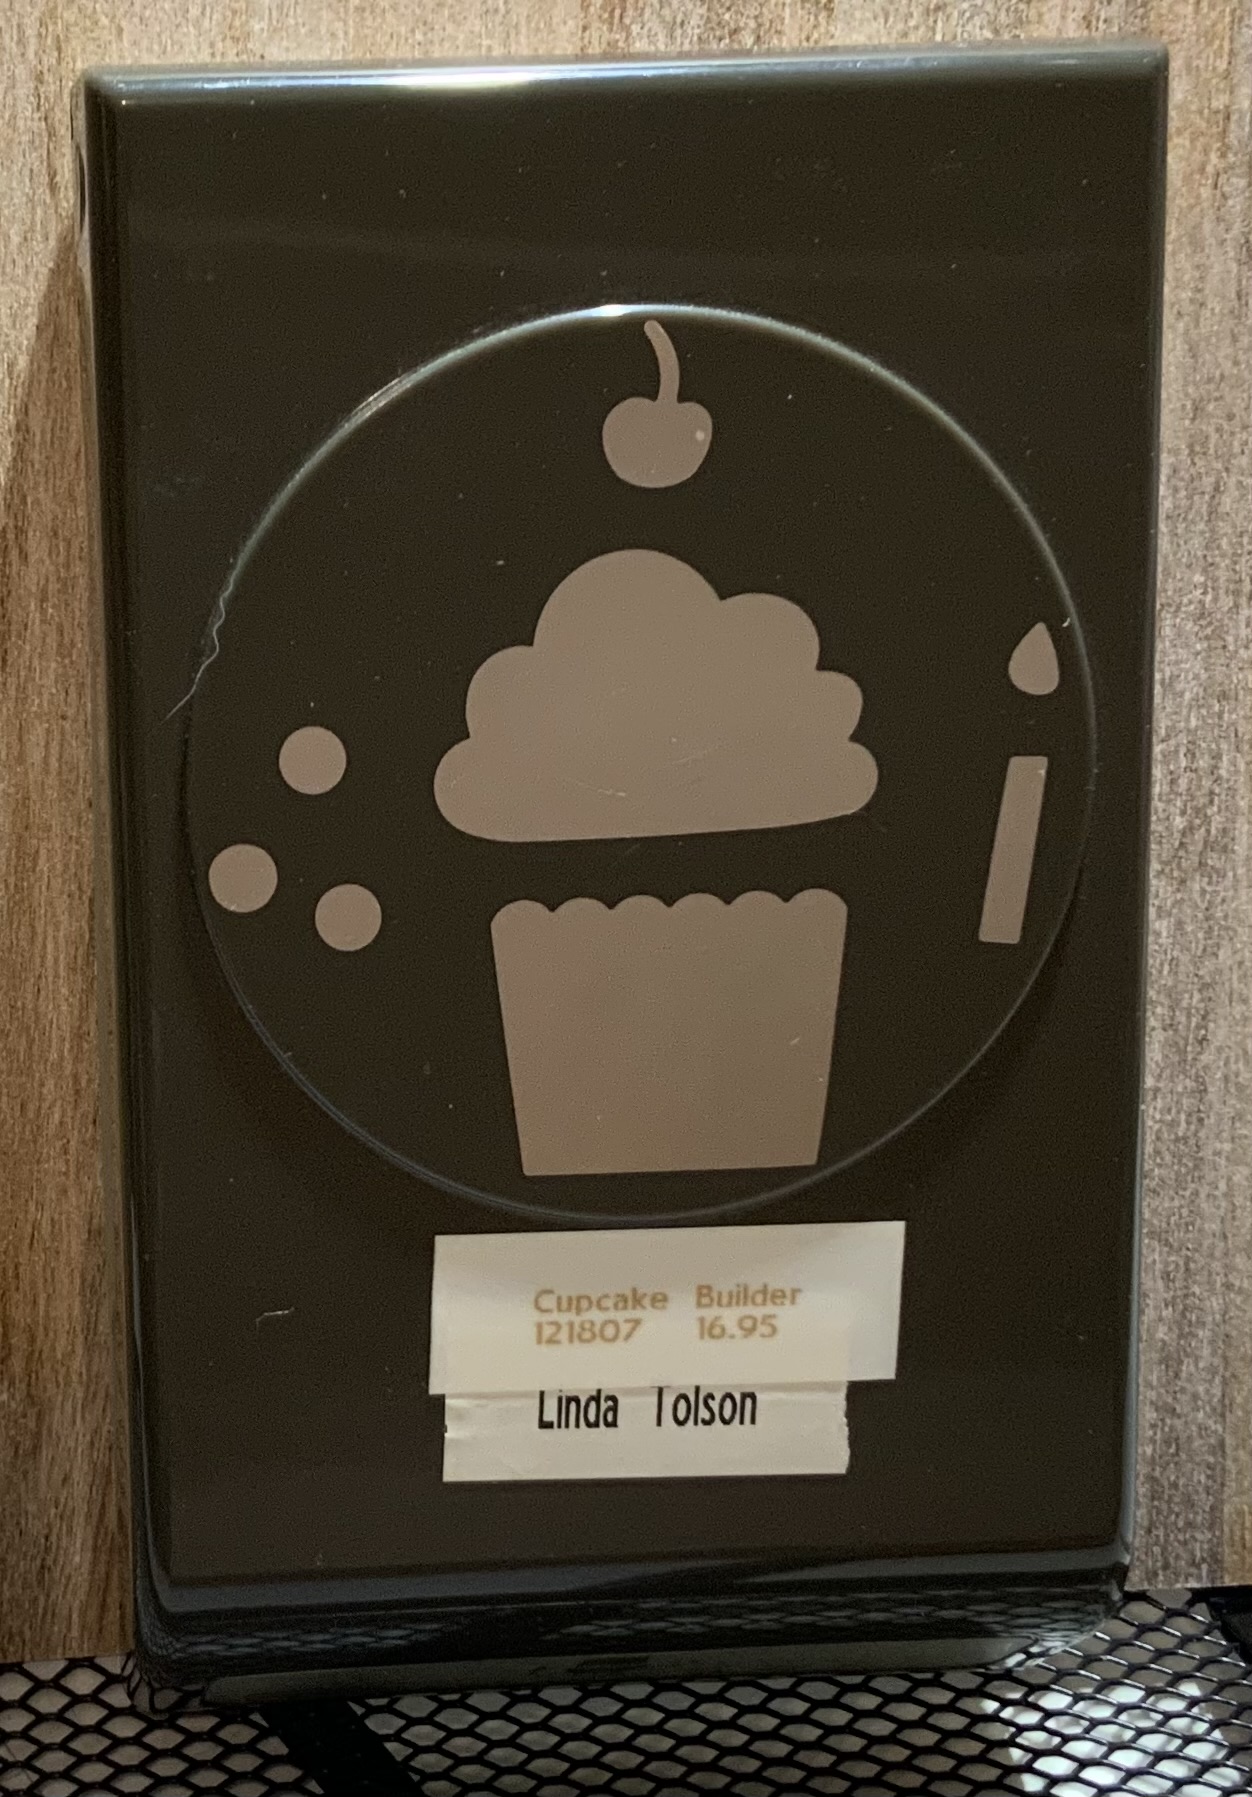 Cupcake Builder
121807 16.95
Linda Tolson